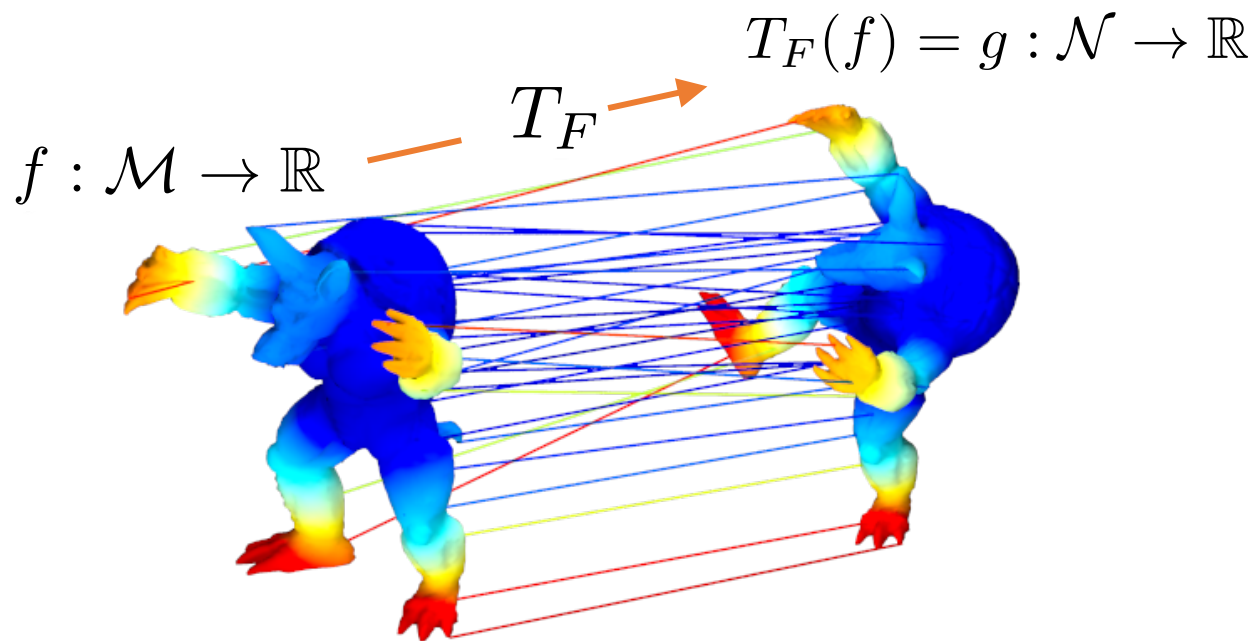 T_F(f) = g : 𝒩 → ℝ
T_F
f : ℳ → ℝ